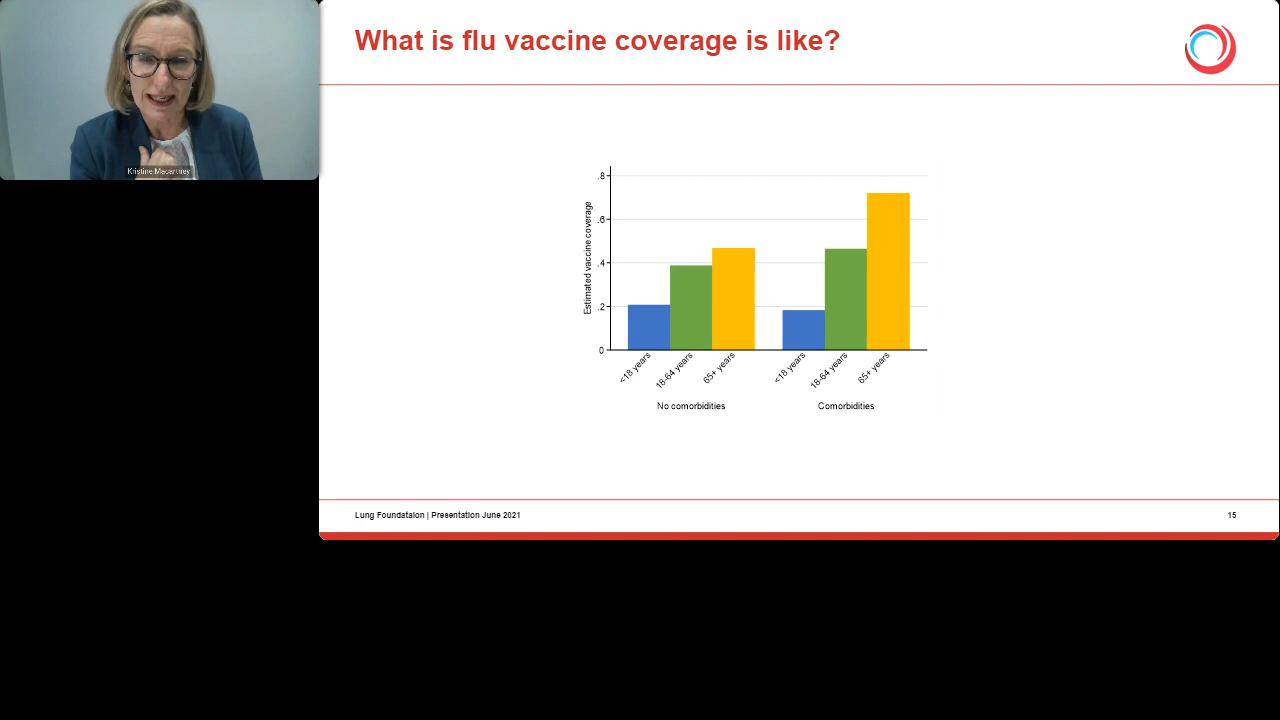 Kristine Macartney
What is flu vaccine coverage is like?
Estimated vaccine coverage
.8
.6
.4
.2
0
<18 years
18-64 years
65+ years
<18 years
18-64 years
65+ years
No comorbidities
Comorbidities
Lung Foundataion | Presentation June 2021
15